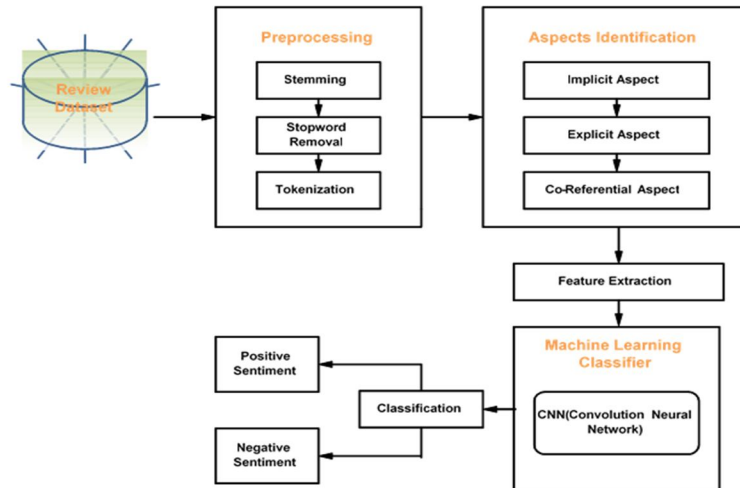 Review
Dataset
Preprocessing
Stemming
Stopword
Removal
Tokenization
Aspects Identification
Implicit Aspect
Explicit Aspect
Co-Referential Aspect
Feature Extraction
Machine Learning
Classifier
CNN(Convolution Neural
Network)
Classification
Positive
Sentiment
Negative
Sentiment